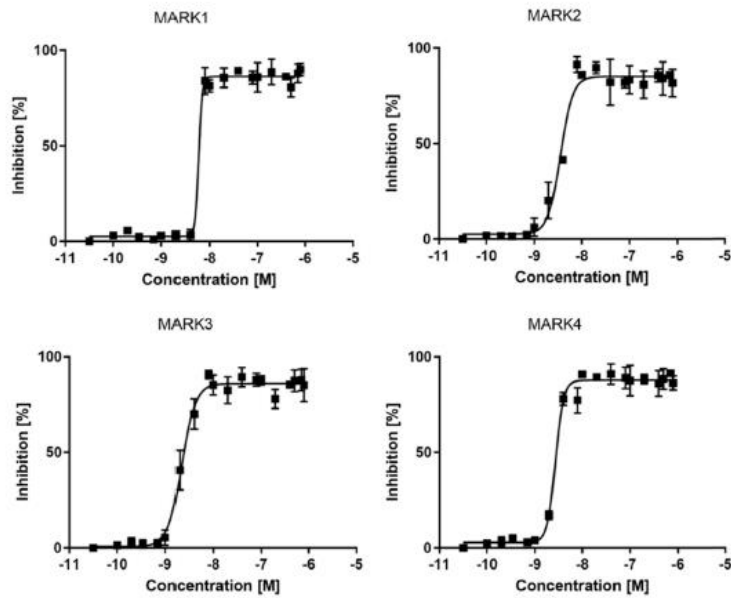 MARK1
100
50
0
Inhibition [%]
-11 -10 -9 -8 -7 -6 -5
Concentration [M]
MARK2
100
50
0
Inhibition [%]
-11 -10 -9 -8 -7 -6 -5
Concentration [M]
MARK3
100
50
0
Inhibition [%]
-11 -10 -9 -8 -7 -6 -5
Concentration [M]
MARK4
100
50
0
Inhibition [%]
-11 -10 -9 -8 -7 -6 -5
Concentration [M]